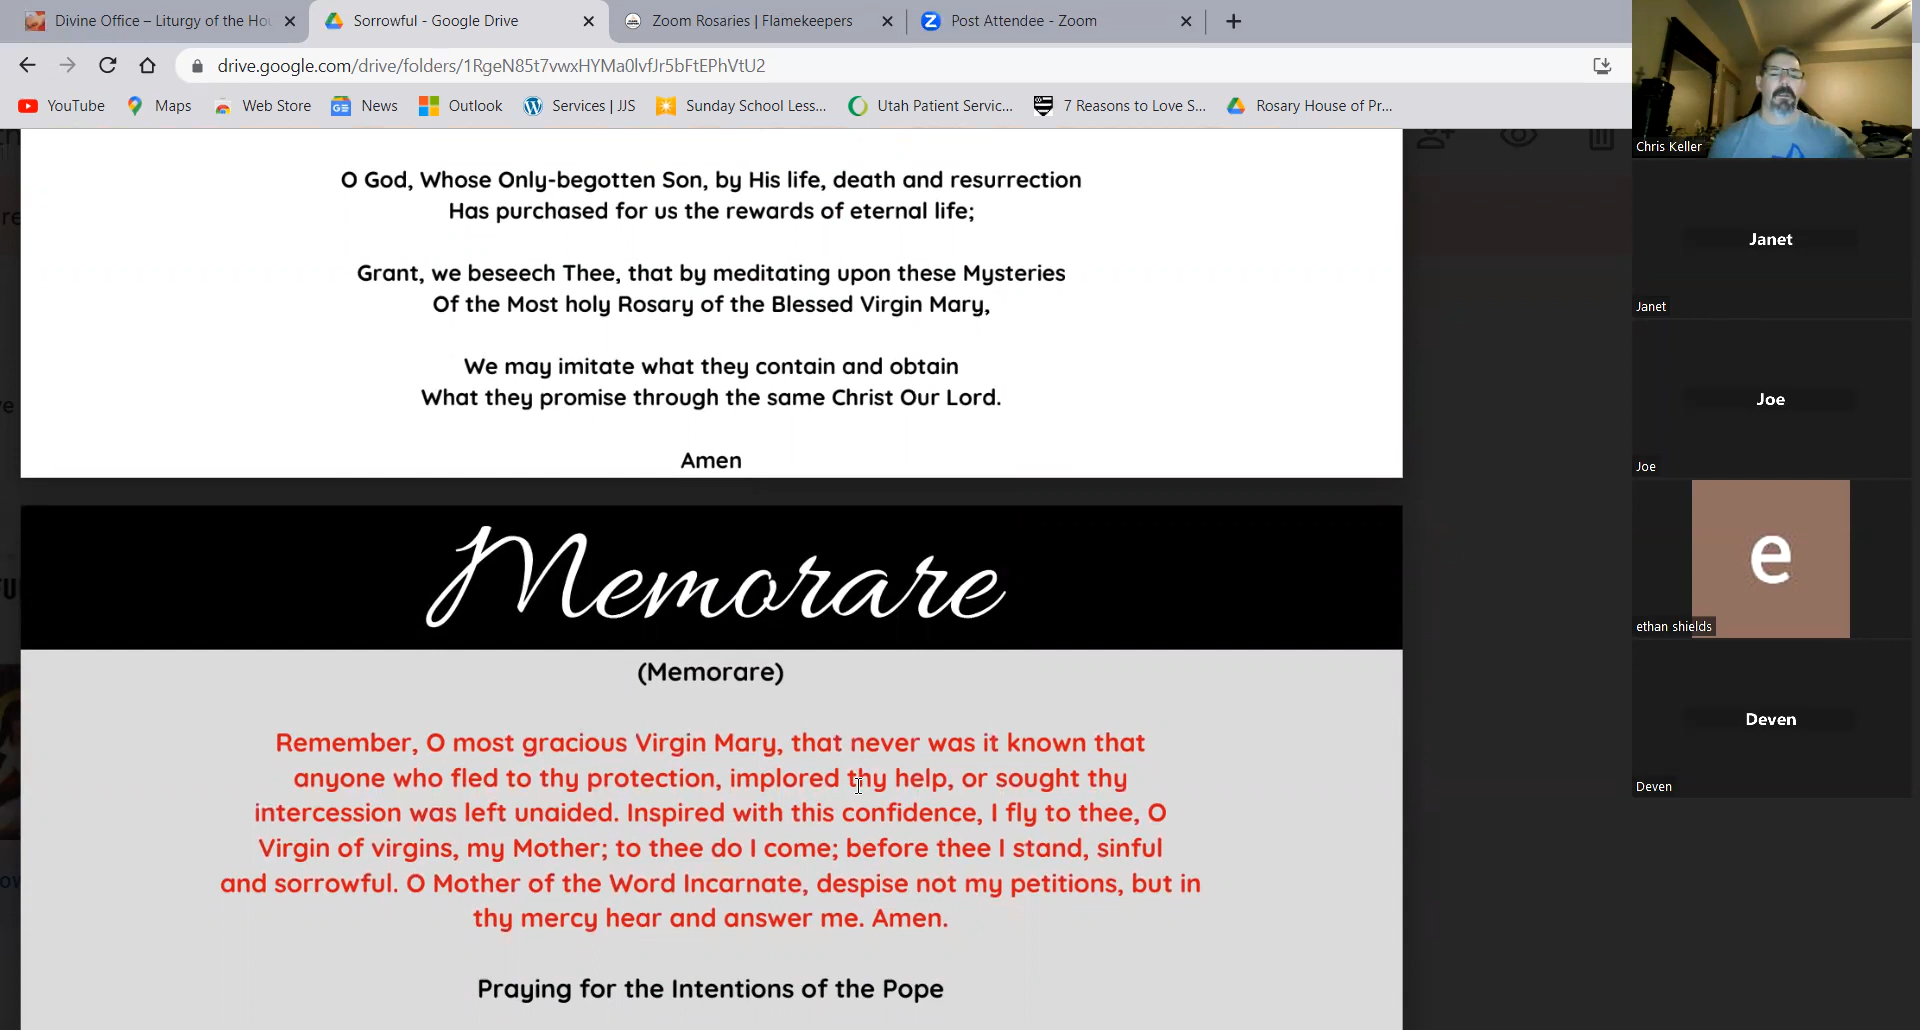 Divine Office – Liturgy of the Hou
Sorrowful - Google Drive
Zoom Rosaries | Flamekeepers
Post Attendee - Zoom
drive.google.com/drive/folders/1RgeN85t7vwxHYMa0lvfJr5bFtEPhVtU2
YouTube
Maps
Web Store
News
Outlook
Services | JJS
Sunday School Less...
Utah Patient Servic...
7 Reasons to Love S...
Rosary House of Pr...
O God, Whose Only-begotten Son, by His life, death and resurrection
Has purchased for us the rewards of eternal life;
Grant, we beseech Thee, that by meditating upon these Mysteries
Of the Most holy Rosary of the Blessed Virgin Mary,
We may imitate what they contain and obtain
What they promise through the same Christ Our Lord.
Amen
Memorare
(Memorare)
Remember, O most gracious Virgin Mary, that never was it known that
anyone who fled to thy protection, implored thy help, or sought thy
intercession was left unaided. Inspired with this confidence, I fly to thee, O
Virgin of virgins, my Mother; to thee do I come; before thee I stand, sinful
and sorrowful. O Mother of the Word Incarnate, despise not my petitions, but in
thy mercy hear and answer me. Amen.
Praying for the Intentions of the Pope
Chris Keller
Janet
Janet
Joe
Joe
e
ethan shields
Deven
Deven